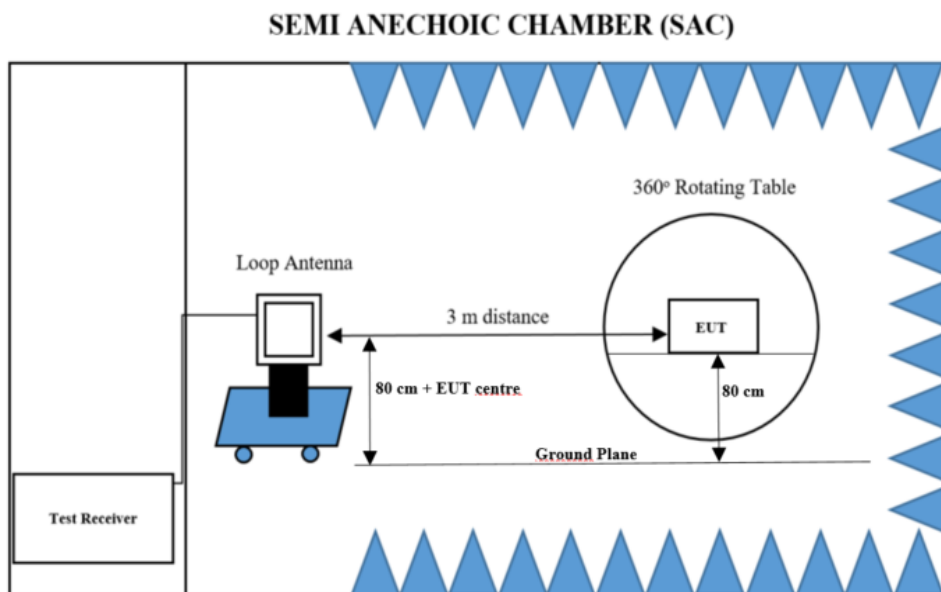 SEMI ANECHOIC CHAMBER (SAC)
360º Rotating Table
Loop Antenna
3 m distance
EUT
80 cm + EUT centre
80 cm
Ground Plane
Test Receiver